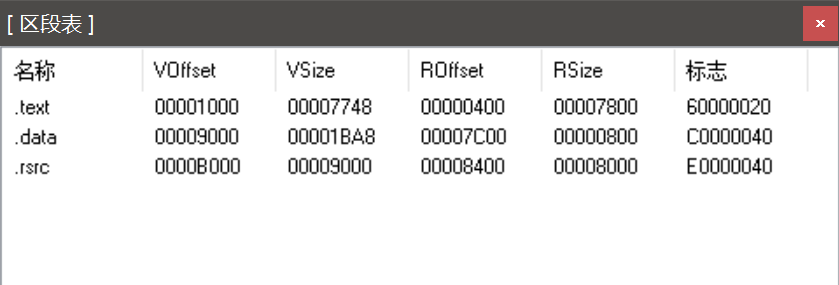 [ 区段表 ]
名称 VOffset VSize ROffset RSize 标志
.text 00001000 00007748 00000400 00007800 60000020
.data 00009000 00001BA8 00007C00 00000800 C0000040
.rsrc 0000B000 00009000 00008400 00008000 E0000040